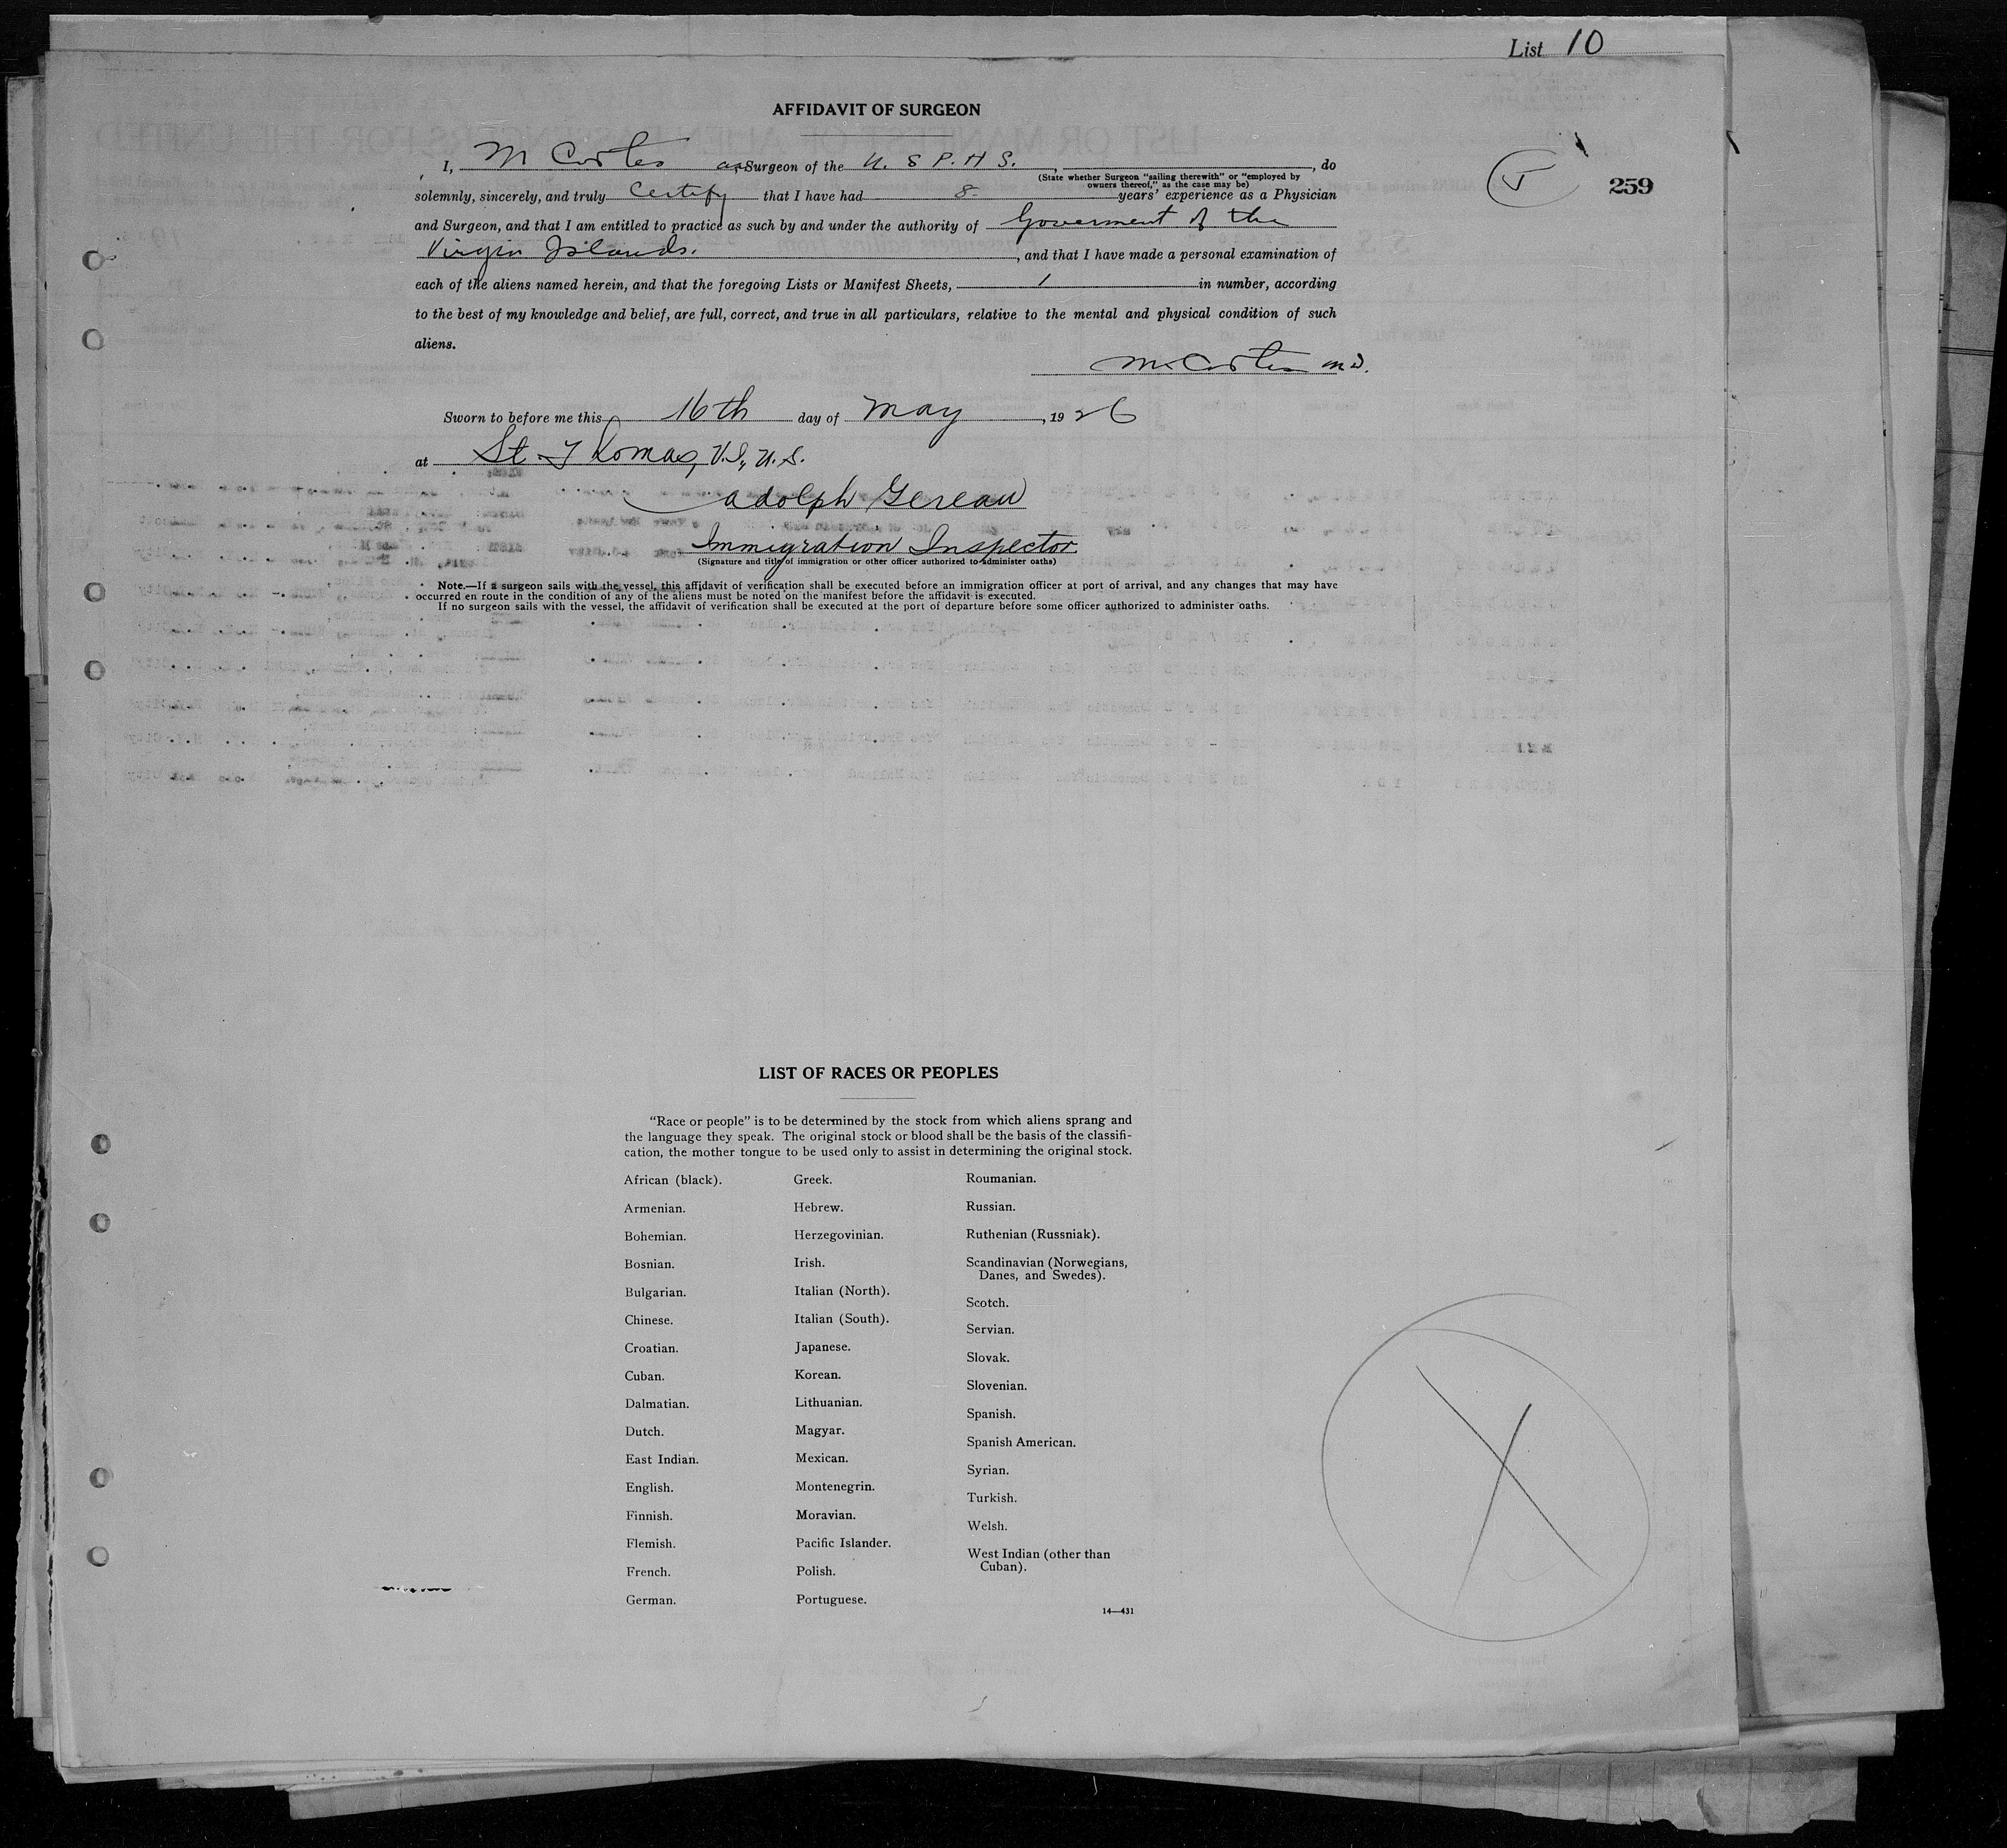 List 10
AFFIDAVIT OF SURGEON
I, M Cortes as Surgeon of the U. S P. H S. , , do
(State whether Surgeon "sailing therewith" or "employed by
owners thereof," as the case may be)
259
solemnly, sincerely, and truly certify that I have had 8 years' experience as a Physician
and Surgeon, and that I am entitled to practice as such by and under the authority of Goverment of the
Virgin Islands. , and that I have made a personal examination of
each of the aliens named herein, and that the foregoing Lists or Manifest Sheets, 1 in number, according
to the best of my knowledge and belief, are full, correct, and true in all particulars, relative to the mental and physical condition of such
aliens.
M Cortes M D.
Sworn to before me this 16th day of May , 1926
at St. Thomas, V.I., U.S.
Adolph Gereau
Immigration Inspector
(Signature and title of immigration or other officer authorized to administer oaths)
Note.—If a surgeon sails with the vessel, this affidavit of verification shall be executed before an immigration officer at port of arrival, and any changes that may have
occurred en route in the condition of any of the aliens must be noted on the manifest before the affidavit is executed.
If no surgeon sails with the vessel, the affidavit of verification shall be executed at the port of departure before some officer authorized to administer oaths.
LIST OF RACES OR PEOPLES
"Race or people" is to be determined by the stock from which aliens sprang and
the language they speak. The original stock or blood shall be the basis of the classifi-
cation, the mother tongue to be used only to assist in determining the original stock.
African (black).
Armenian.
Bohemian.
Bosnian.
Bulgarian.
Chinese.
Croatian.
Cuban.
Dalmatian.
Dutch.
East Indian.
English.
Finnish.
Flemish.
French.
German.
Greek.
Hebrew.
Herzegovinian.
Irish.
Italian (North).
Italian (South).
Japanese.
Korean.
Lithuanian.
Magyar.
Mexican.
Montenegrin.
Moravian.
Pacific Islander.
Polish.
Portuguese.
Roumanian.
Russian.
Ruthenian (Russniak).
Scandinavian (Norwegians,
Danes, and Swedes).
Scotch.
Servian.
Slovak.
Slovenian.
Spanish.
Spanish American.
Syrian.
Turkish.
Welsh.
West Indian (other than
Cuban).
14—431
X